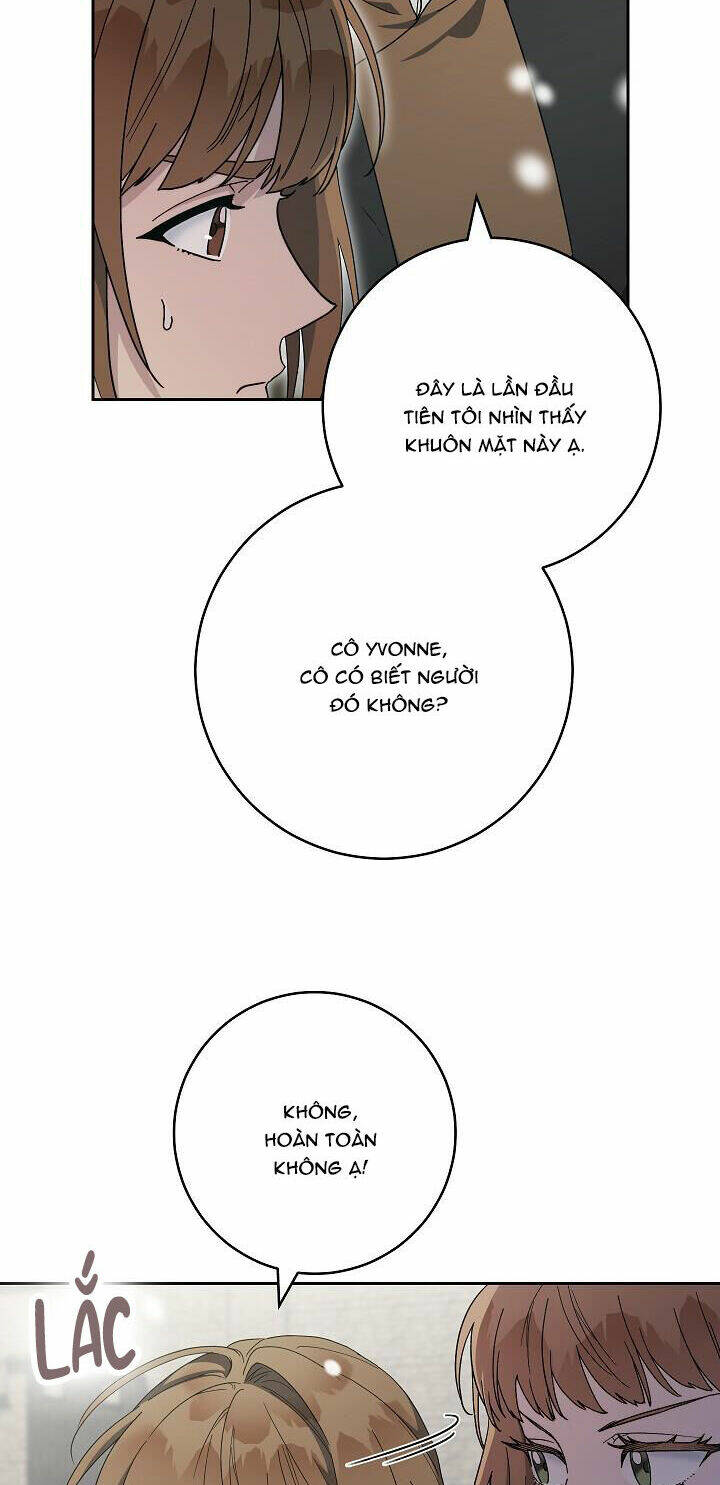 ĐÂY LÀ LẦN ĐẦU
TIÊN TÔI NHÌN THẤY
KHUÔN MẶT NÀY Ạ.
CÔ YVONNE,
CÔ CÓ BIẾT NGƯỜI
ĐÓ KHÔNG?
KHÔNG,
HOÀN TOÀN
KHÔNG Ạ!
LẮC